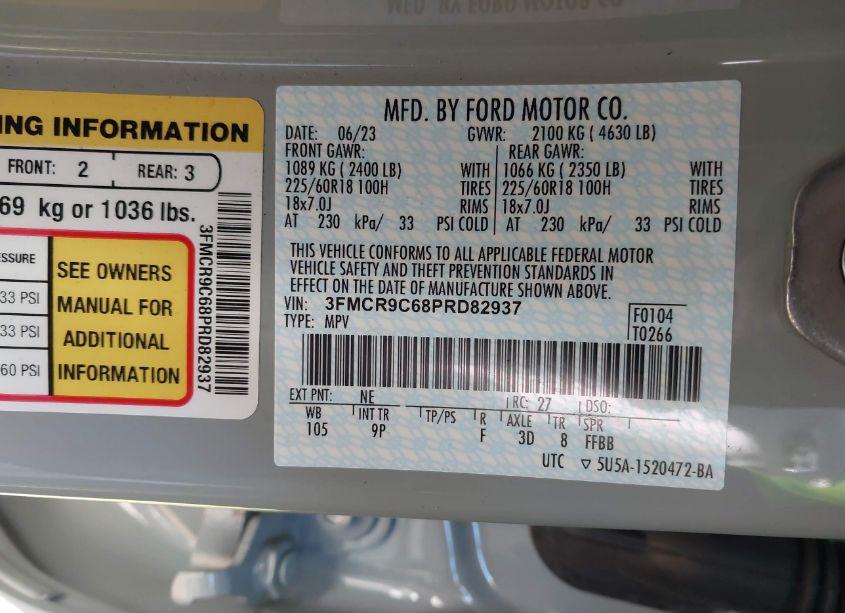 MFD. BY FORD MOTOR CO.
DATE: 06/23 GVWR: 2100 KG ( 4630 LB)
FRONT GAWR: REAR GAWR:
1089 KG ( 2400 LB) WITH 1066 KG ( 2350 LB) WITH
225/60R18 100H TIRES 225/60R18 100H TIRES
18x7.0J RIMS 18x7.0J RIMS
AT 230 kPa/ 33 PSI COLD AT 230 kPa/ 33 PSI COLD
THIS VEHICLE CONFORMS TO ALL APPLICABLE FEDERAL MOTOR
VEHICLE SAFETY AND THEFT PREVENTION STANDARDS IN
EFFECT ON THE DATE OF MANUFACTURE SHOWN ABOVE.
VIN: 3FMCR9C68PRD82937 F0104
TYPE: MPV T0266
EXT PNT: NE RC: 27 DSO:
WB INT TR TP/PS R AXLE TR SPR
105 9P F 3D 8 FFBB
UTC ▽ 5U5A-1520472-BA
ING INFORMATION
FRONT: 2 REAR: 3
69 kg or 1036 lbs.
3FMCR9C68PRD82937
SEE OWNERS
MANUAL FOR
ADDITIONAL
INFORMATION
33 PSI
33 PSI
60 PSI